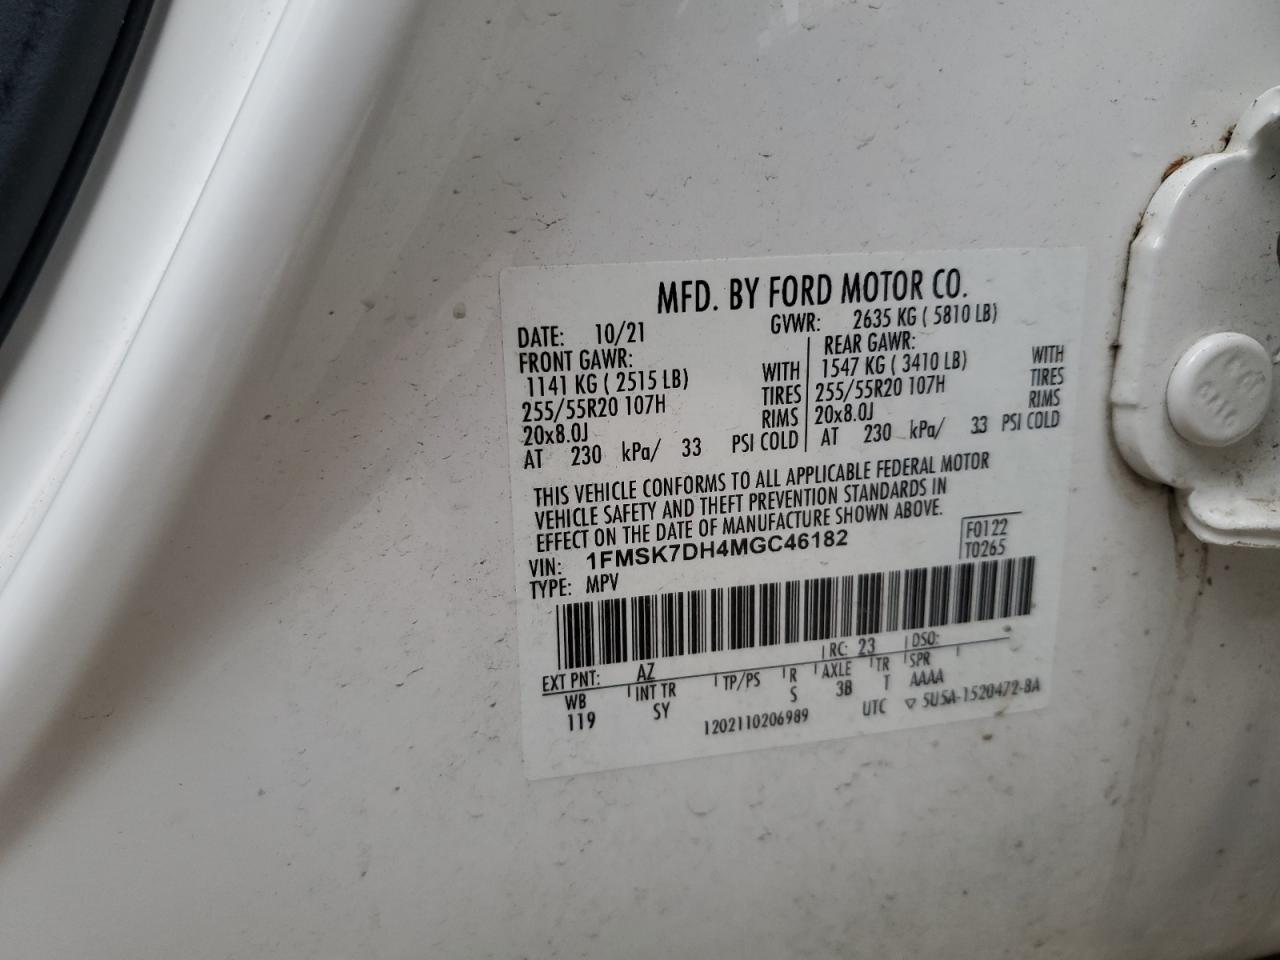 MFD. BY FORD MOTOR CO.
DATE: 10/21 GVWR: 2635 KG ( 5810 LB)
FRONT GAWR: REAR GAWR:
1141 KG ( 2515 LB) WITH 1547 KG ( 3410 LB) WITH
255/55R20 107H TIRES 255/55R20 107H TIRES
20x8.0J RIMS 20x8.0J RIMS
AT 230 kPa/ 33 PSI COLD AT 230 kPa/ 33 PSI COLD
THIS VEHICLE CONFORMS TO ALL APPLICABLE FEDERAL MOTOR
VEHICLE SAFETY AND THEFT PREVENTION STANDARDS IN
EFFECT ON THE DATE OF MANUFACTURE SHOWN ABOVE.
VIN: 1FMSK7DH4MGC46182 F0122
TYPE: MPV T0265
EXT PNT: AZ RC: 23 DSO:
WB INT TR TP/PS R AXLE TR SPR
119 SY S 3B T AAAA
1202110206989 UTC ▽ 5USA-1520472-BA